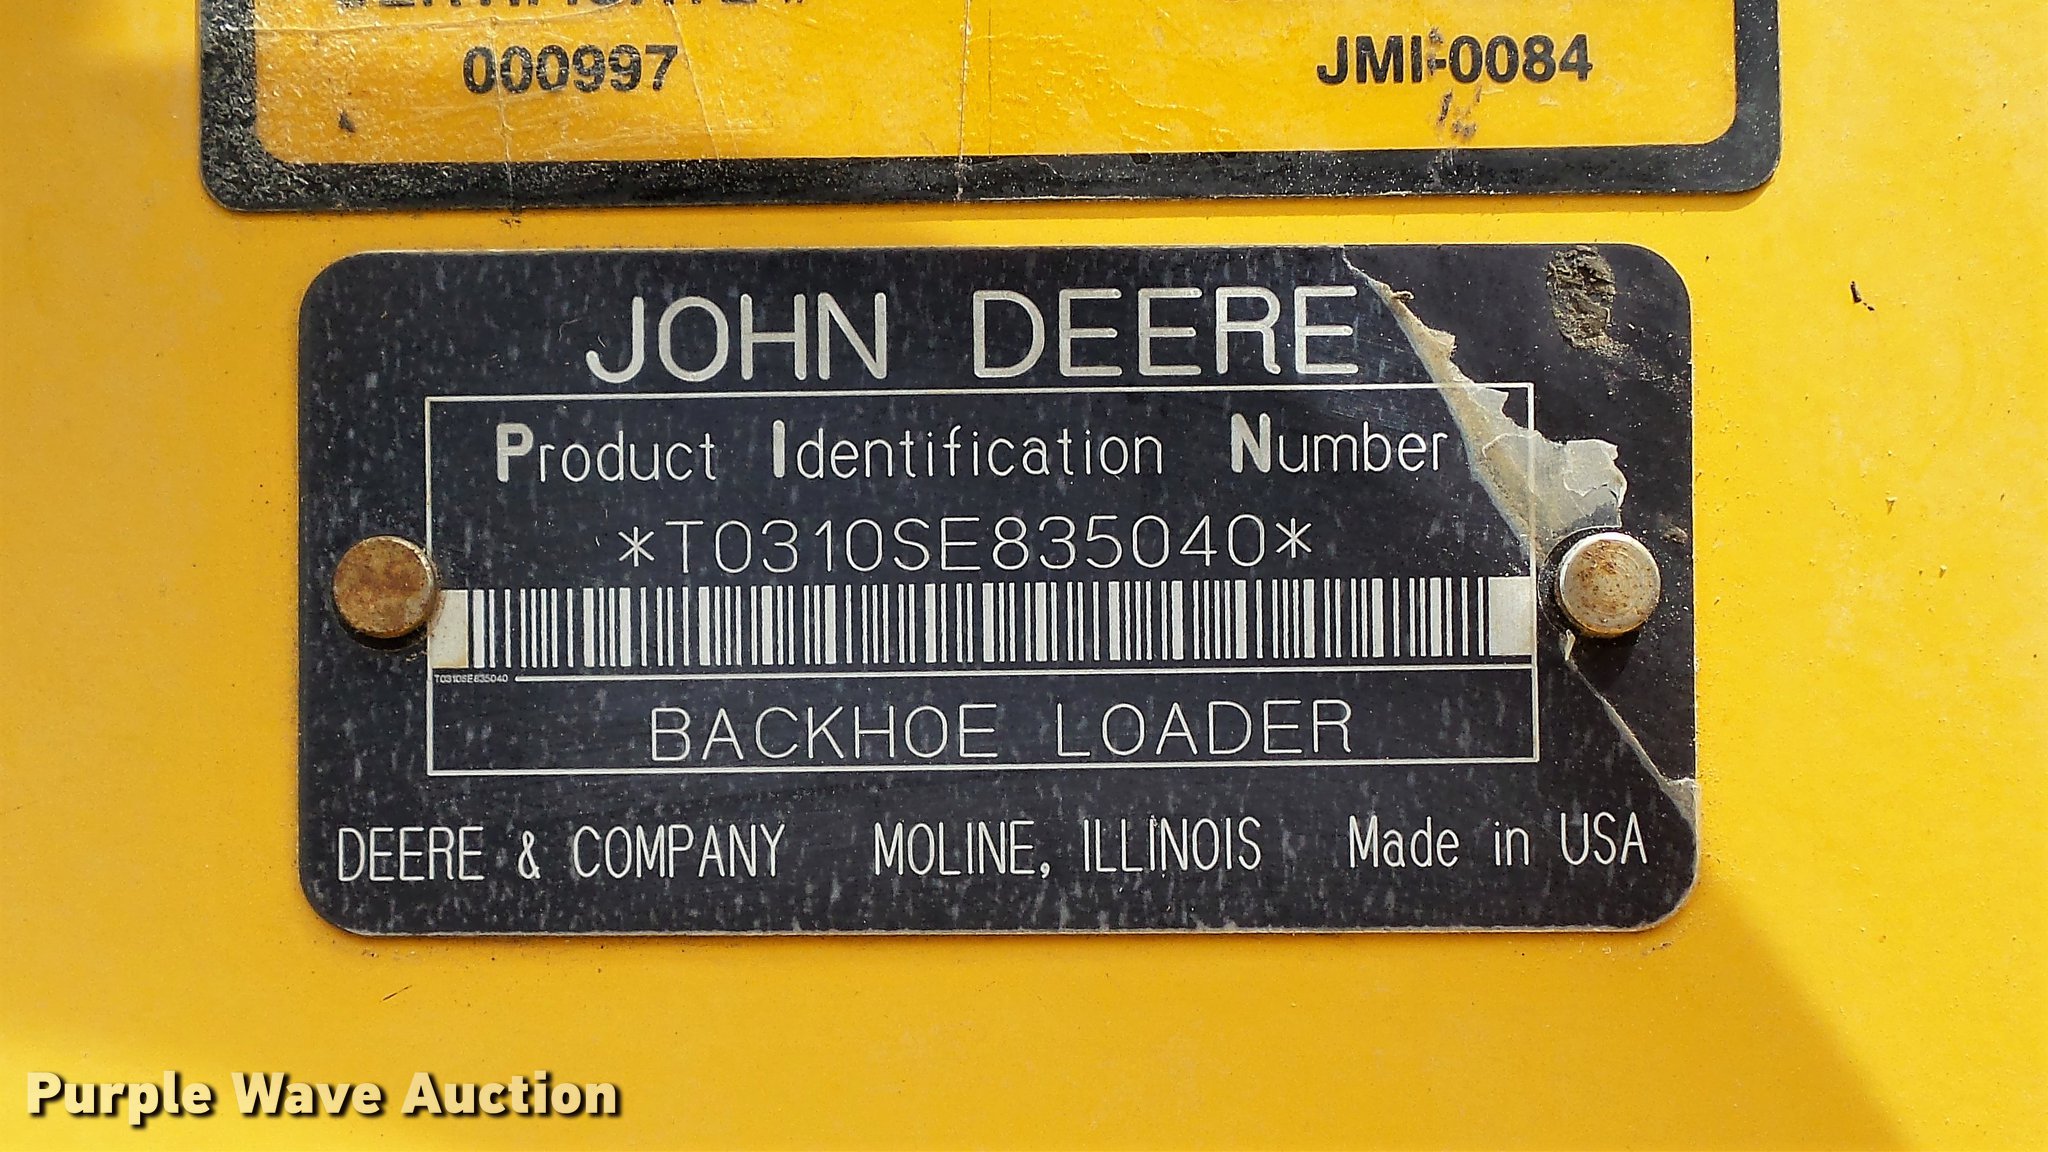 CERTIFICATE #
000997
JMI-0084
JOHN DEERE
Product Identification Number
*T0310SE835040*
T0310SE835040
BACKHOE LOADER
DEERE & COMPANY MOLINE, ILLINOIS Made in USA
Purple Wave Auction